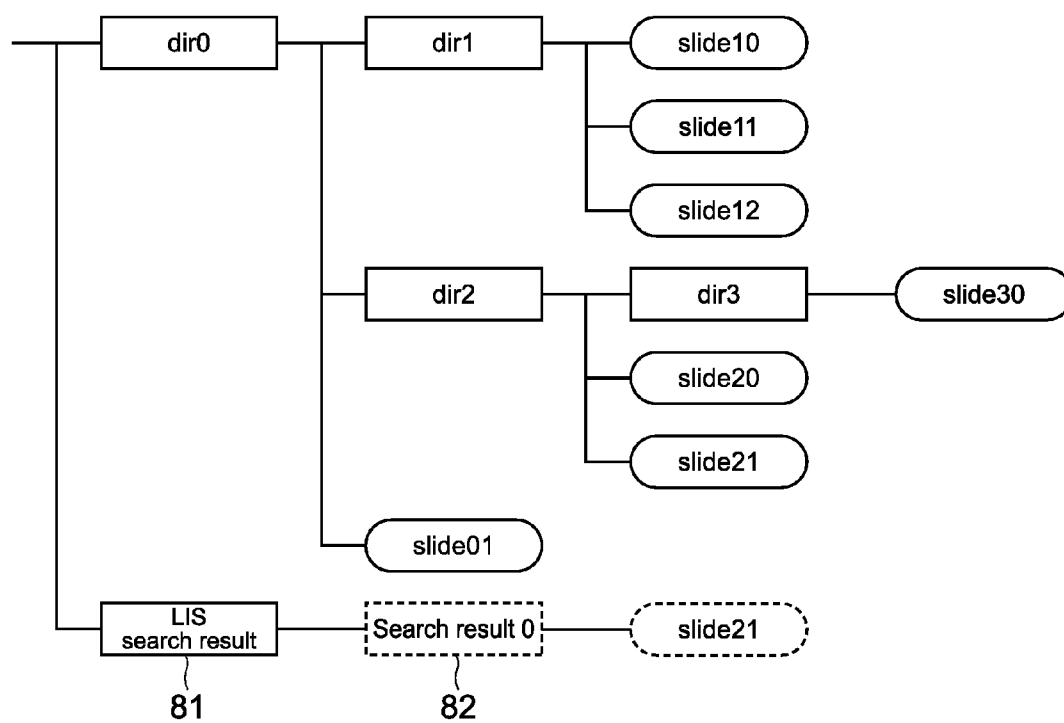 dir0
dir1
slide10
slide11
slide12
dir2
dir3
slide30
slide20
slide21
slide01
LIS
search result
Search result 0
slide21
81
82